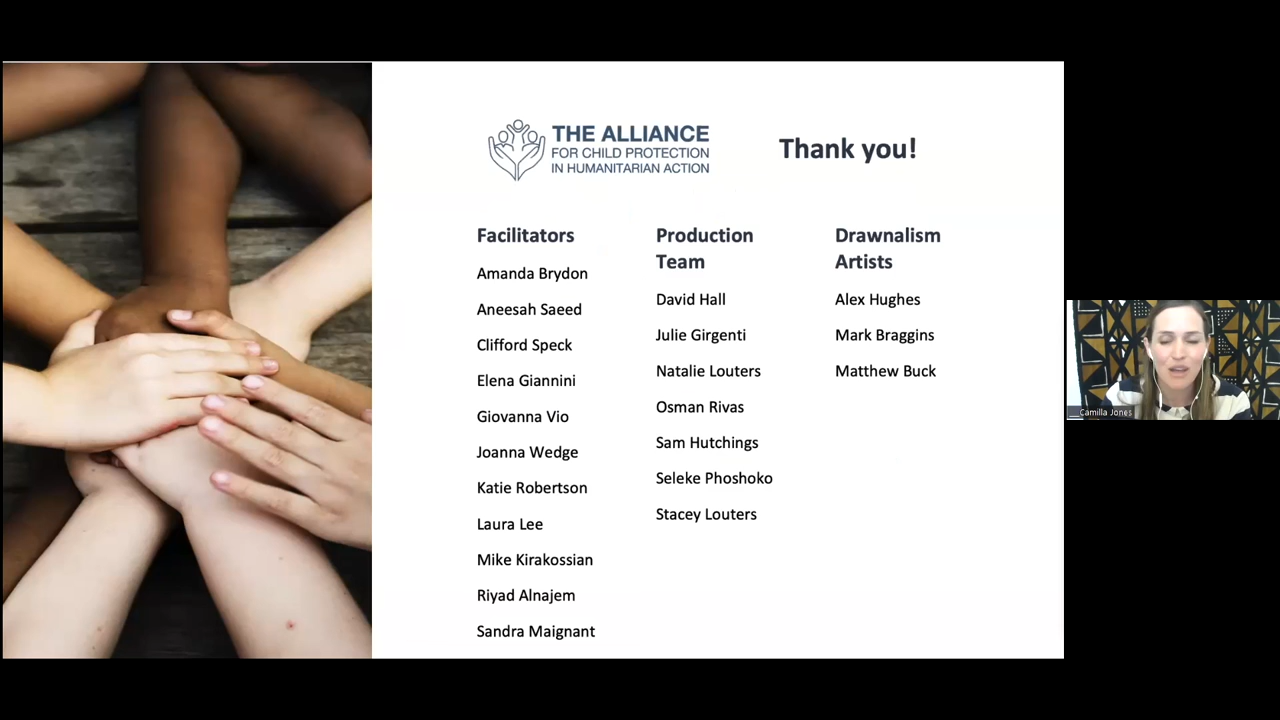 THE ALLIANCE
FOR CHILD PROTECTION
IN HUMANITARIAN ACTION
Thank you!
Facilitators
Amanda Brydon
Aneesah Saeed
Clifford Speck
Elena Giannini
Giovanna Vio
Joanna Wedge
Katie Robertson
Laura Lee
Mike Kirakossian
Riyad Alnajem
Sandra Maignant
Production
Team
David Hall
Julie Girgenti
Natalie Louters
Osman Rivas
Sam Hutchings
Seleke Phoshoko
Stacey Louters
Drawnalism
Artists
Alex Hughes
Mark Braggins
Matthew Buck
__Camilla Jones